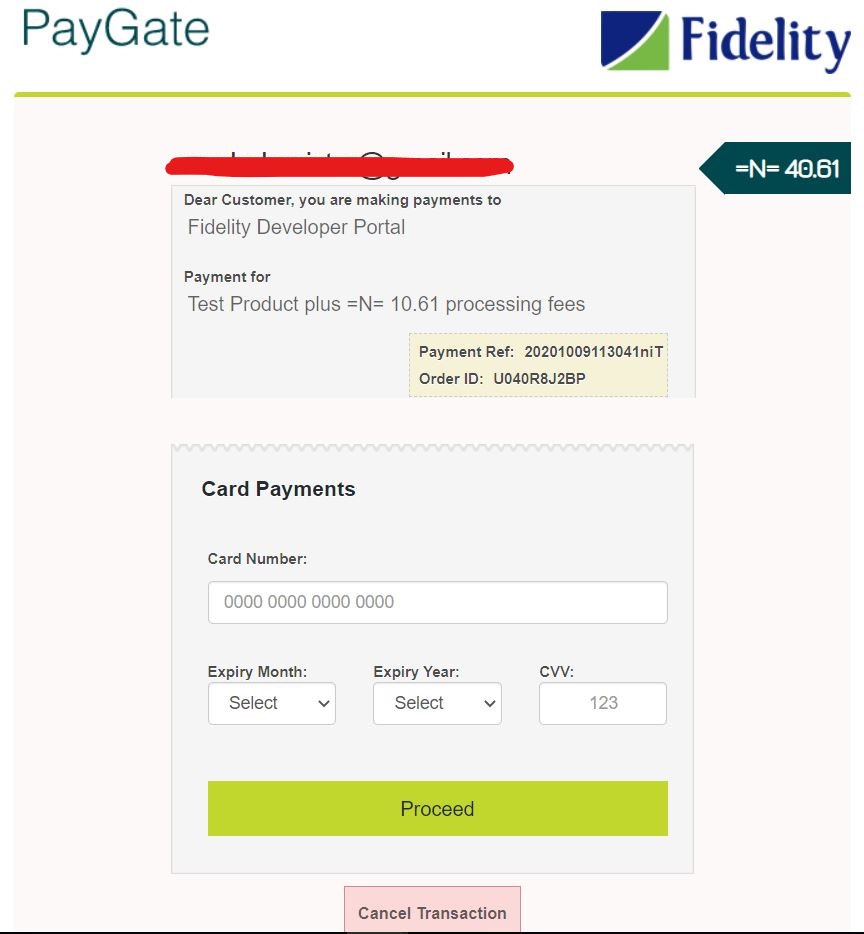 PayGate
Fidelity
=N= 40.61
Dear Customer, you are making payments to
Fidelity Developer Portal
Payment for
Test Product plus =N= 10.61 processing fees
Payment Ref: 20201009113041niT
Order ID: U040R8J2BP
Card Payments
Card Number:
0000 0000 0000 0000
Expiry Month: Expiry Year: CVV:
Select Select 123
Proceed
Cancel Transaction